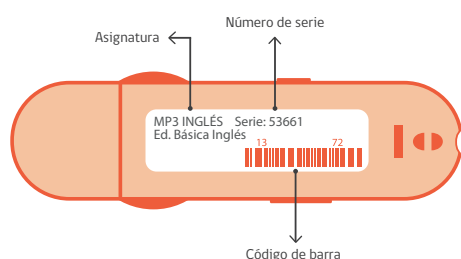 Número de serie
Asignatura
MP3 INGLÉS Serie: 53661
Ed. Básica Inglés
13 72
Código de barra